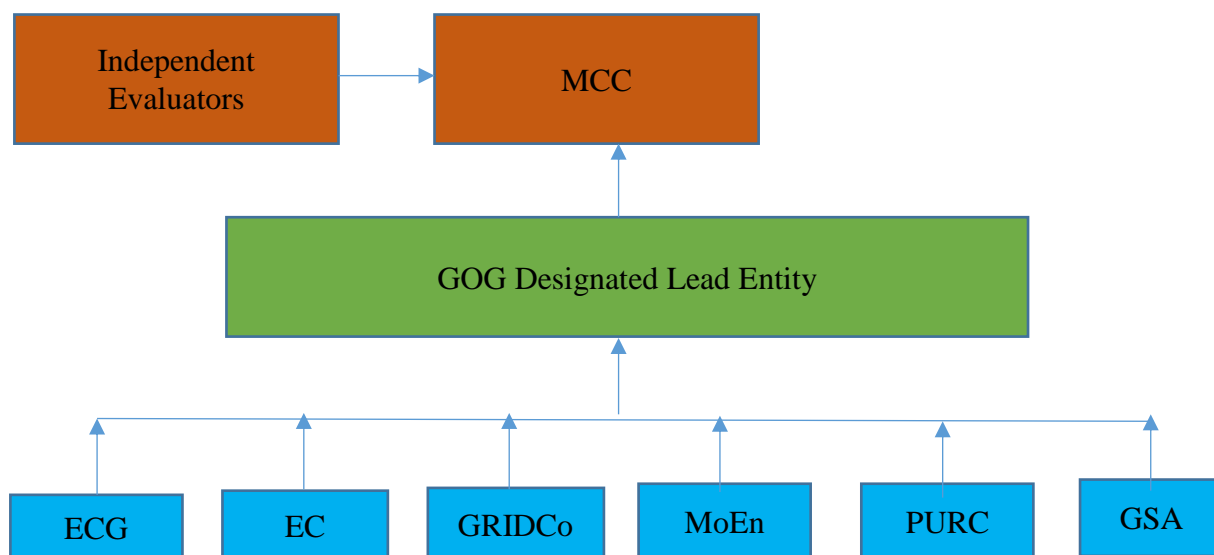 Independent
Evaluators
MCC
GOG Designated Lead Entity
ECG
EC
GRIDCo
MoEn
PURC
GSA